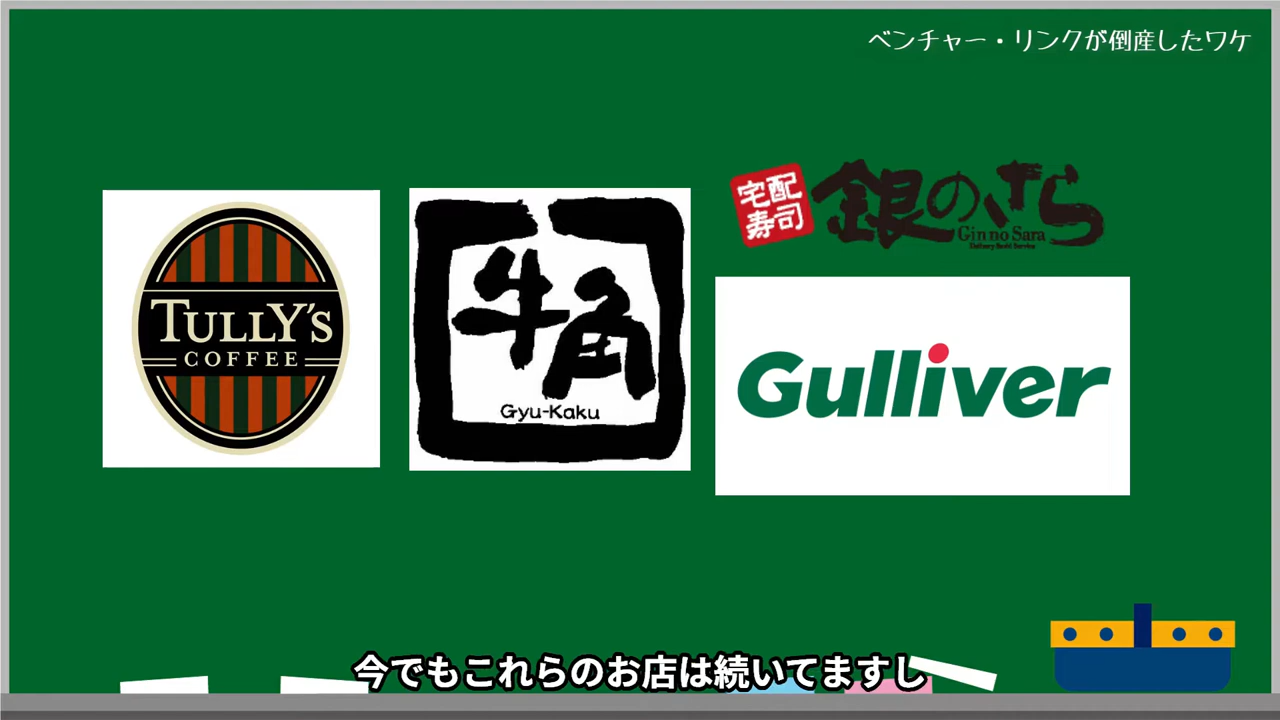 ベンチャー・リンクが倒産したワケ
TULLY'S
COFFEE
牛角
Gyu-Kaku
宅配
寿司
銀のさら
Gin no Sara
Gulliver
今でもこれらのお店は続いてますし